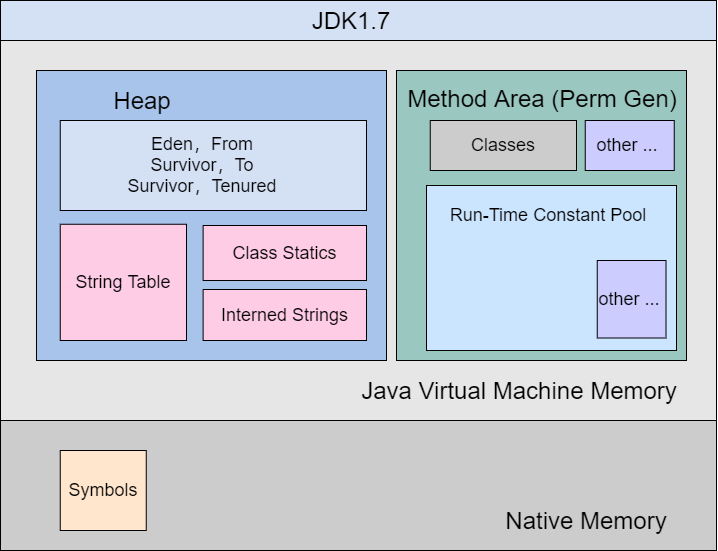 JDK1.7
Heap
Eden，From
Survivor，To
Survivor，Tenured
String Table
Class Statics
Interned Strings
Method Area (Perm Gen)
Classes
other ...
Run-Time Constant Pool
other ...
Java Virtual Machine Memory
Symbols
Native Memory